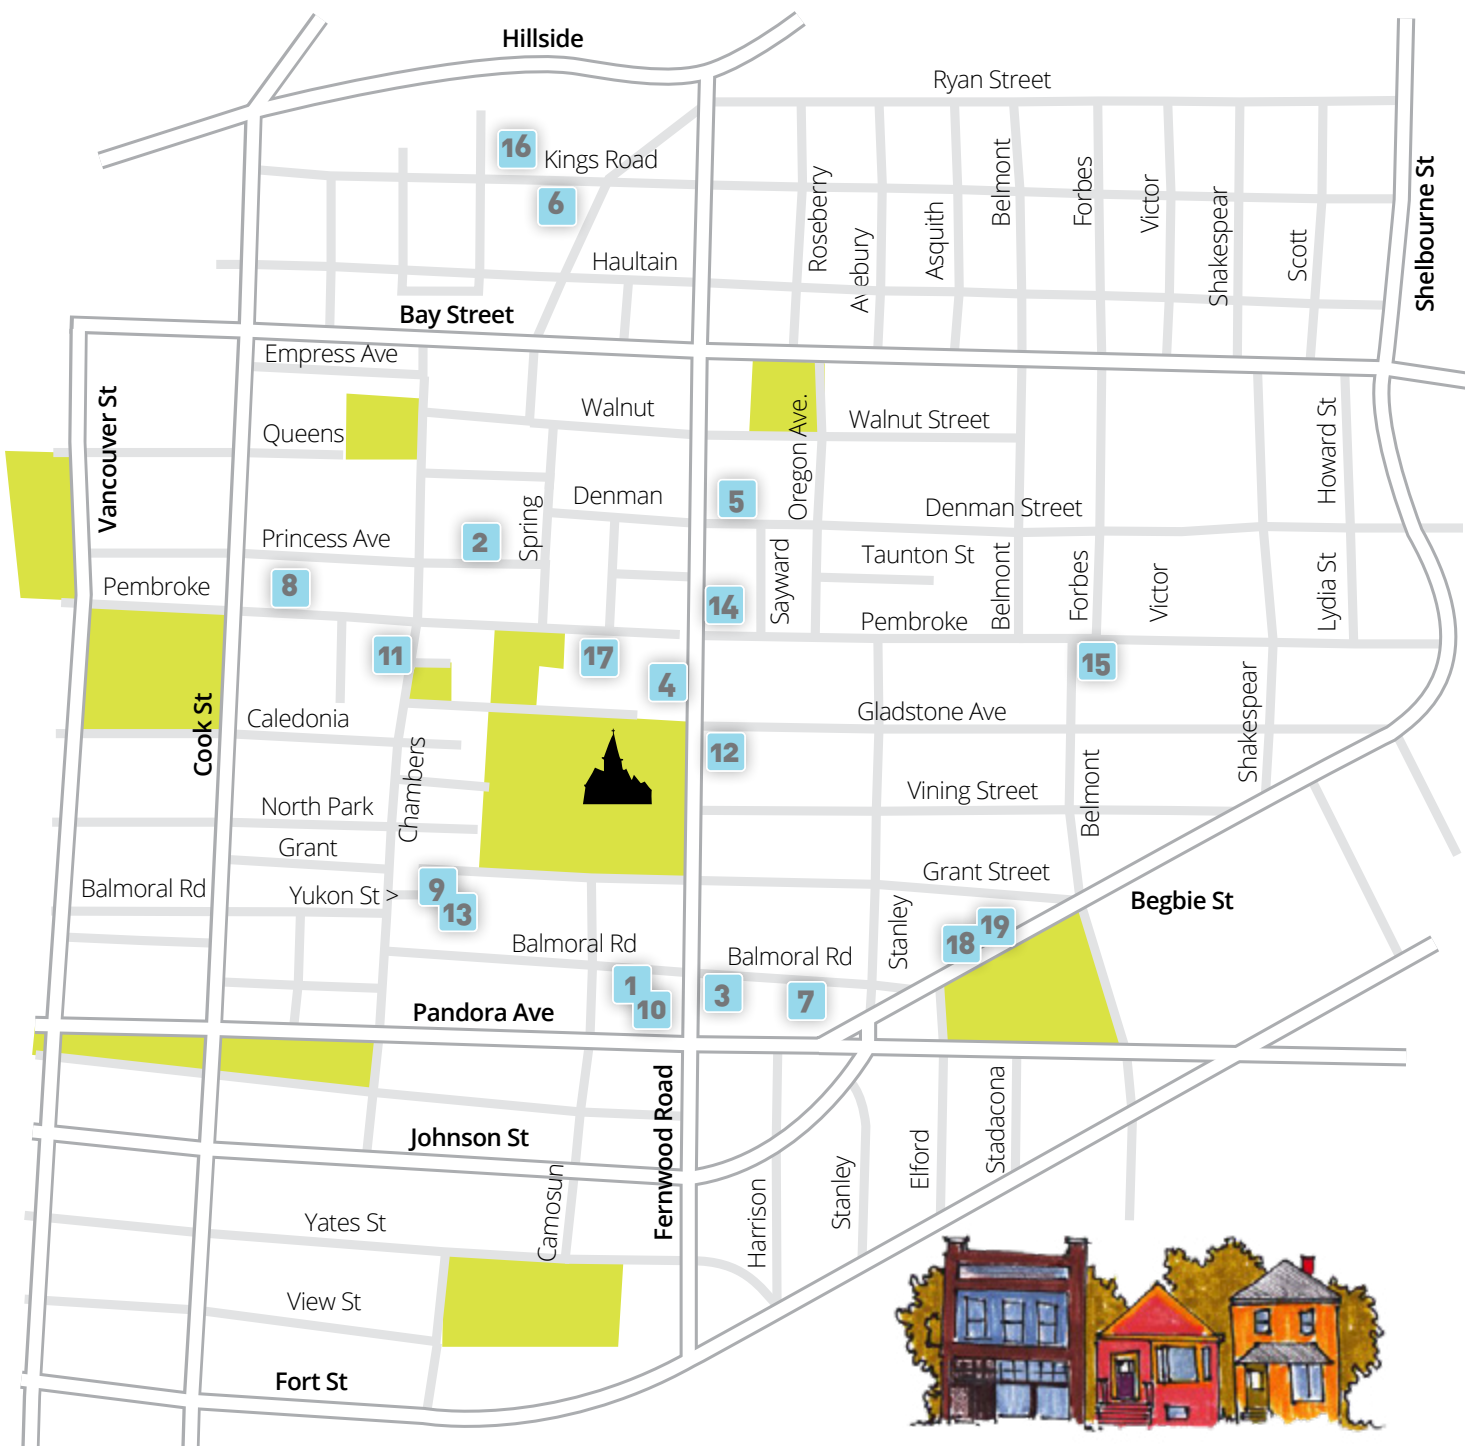 Hillside
Ryan Street
16
Kings Road
6
Haultain
Roseberry
Avebury
Asquith
Belmont
Forbes
Victor
Shakespear
Scott
Shelbourne St
Bay Street
Empress Ave
Vancouver St
Queens
Walnut
Oregon Ave.
Walnut Street
Howard St
Denman
5
Denman Street
Spring
Princess Ave
2
Sayward
Taunton St
Belmont
Forbes
Victor
Lydia St
Pembroke
8
14
Pembroke
11
17
4
15
Cook St
Caledonia
Gladstone Ave
Shakespear
12
Chambers
North Park
Vining Street
Belmont
Grant
Grant Street
Balmoral Rd
Yukon St >
9
13
Begbie St
Stanley
19
18
Balmoral Rd
Balmoral Rd
1
10
3
7
Pandora Ave
Fernwood Road
Johnson St
Camosun
Harrison
Stanley
Elford
Stadacona
Yates St
View St
Fort St